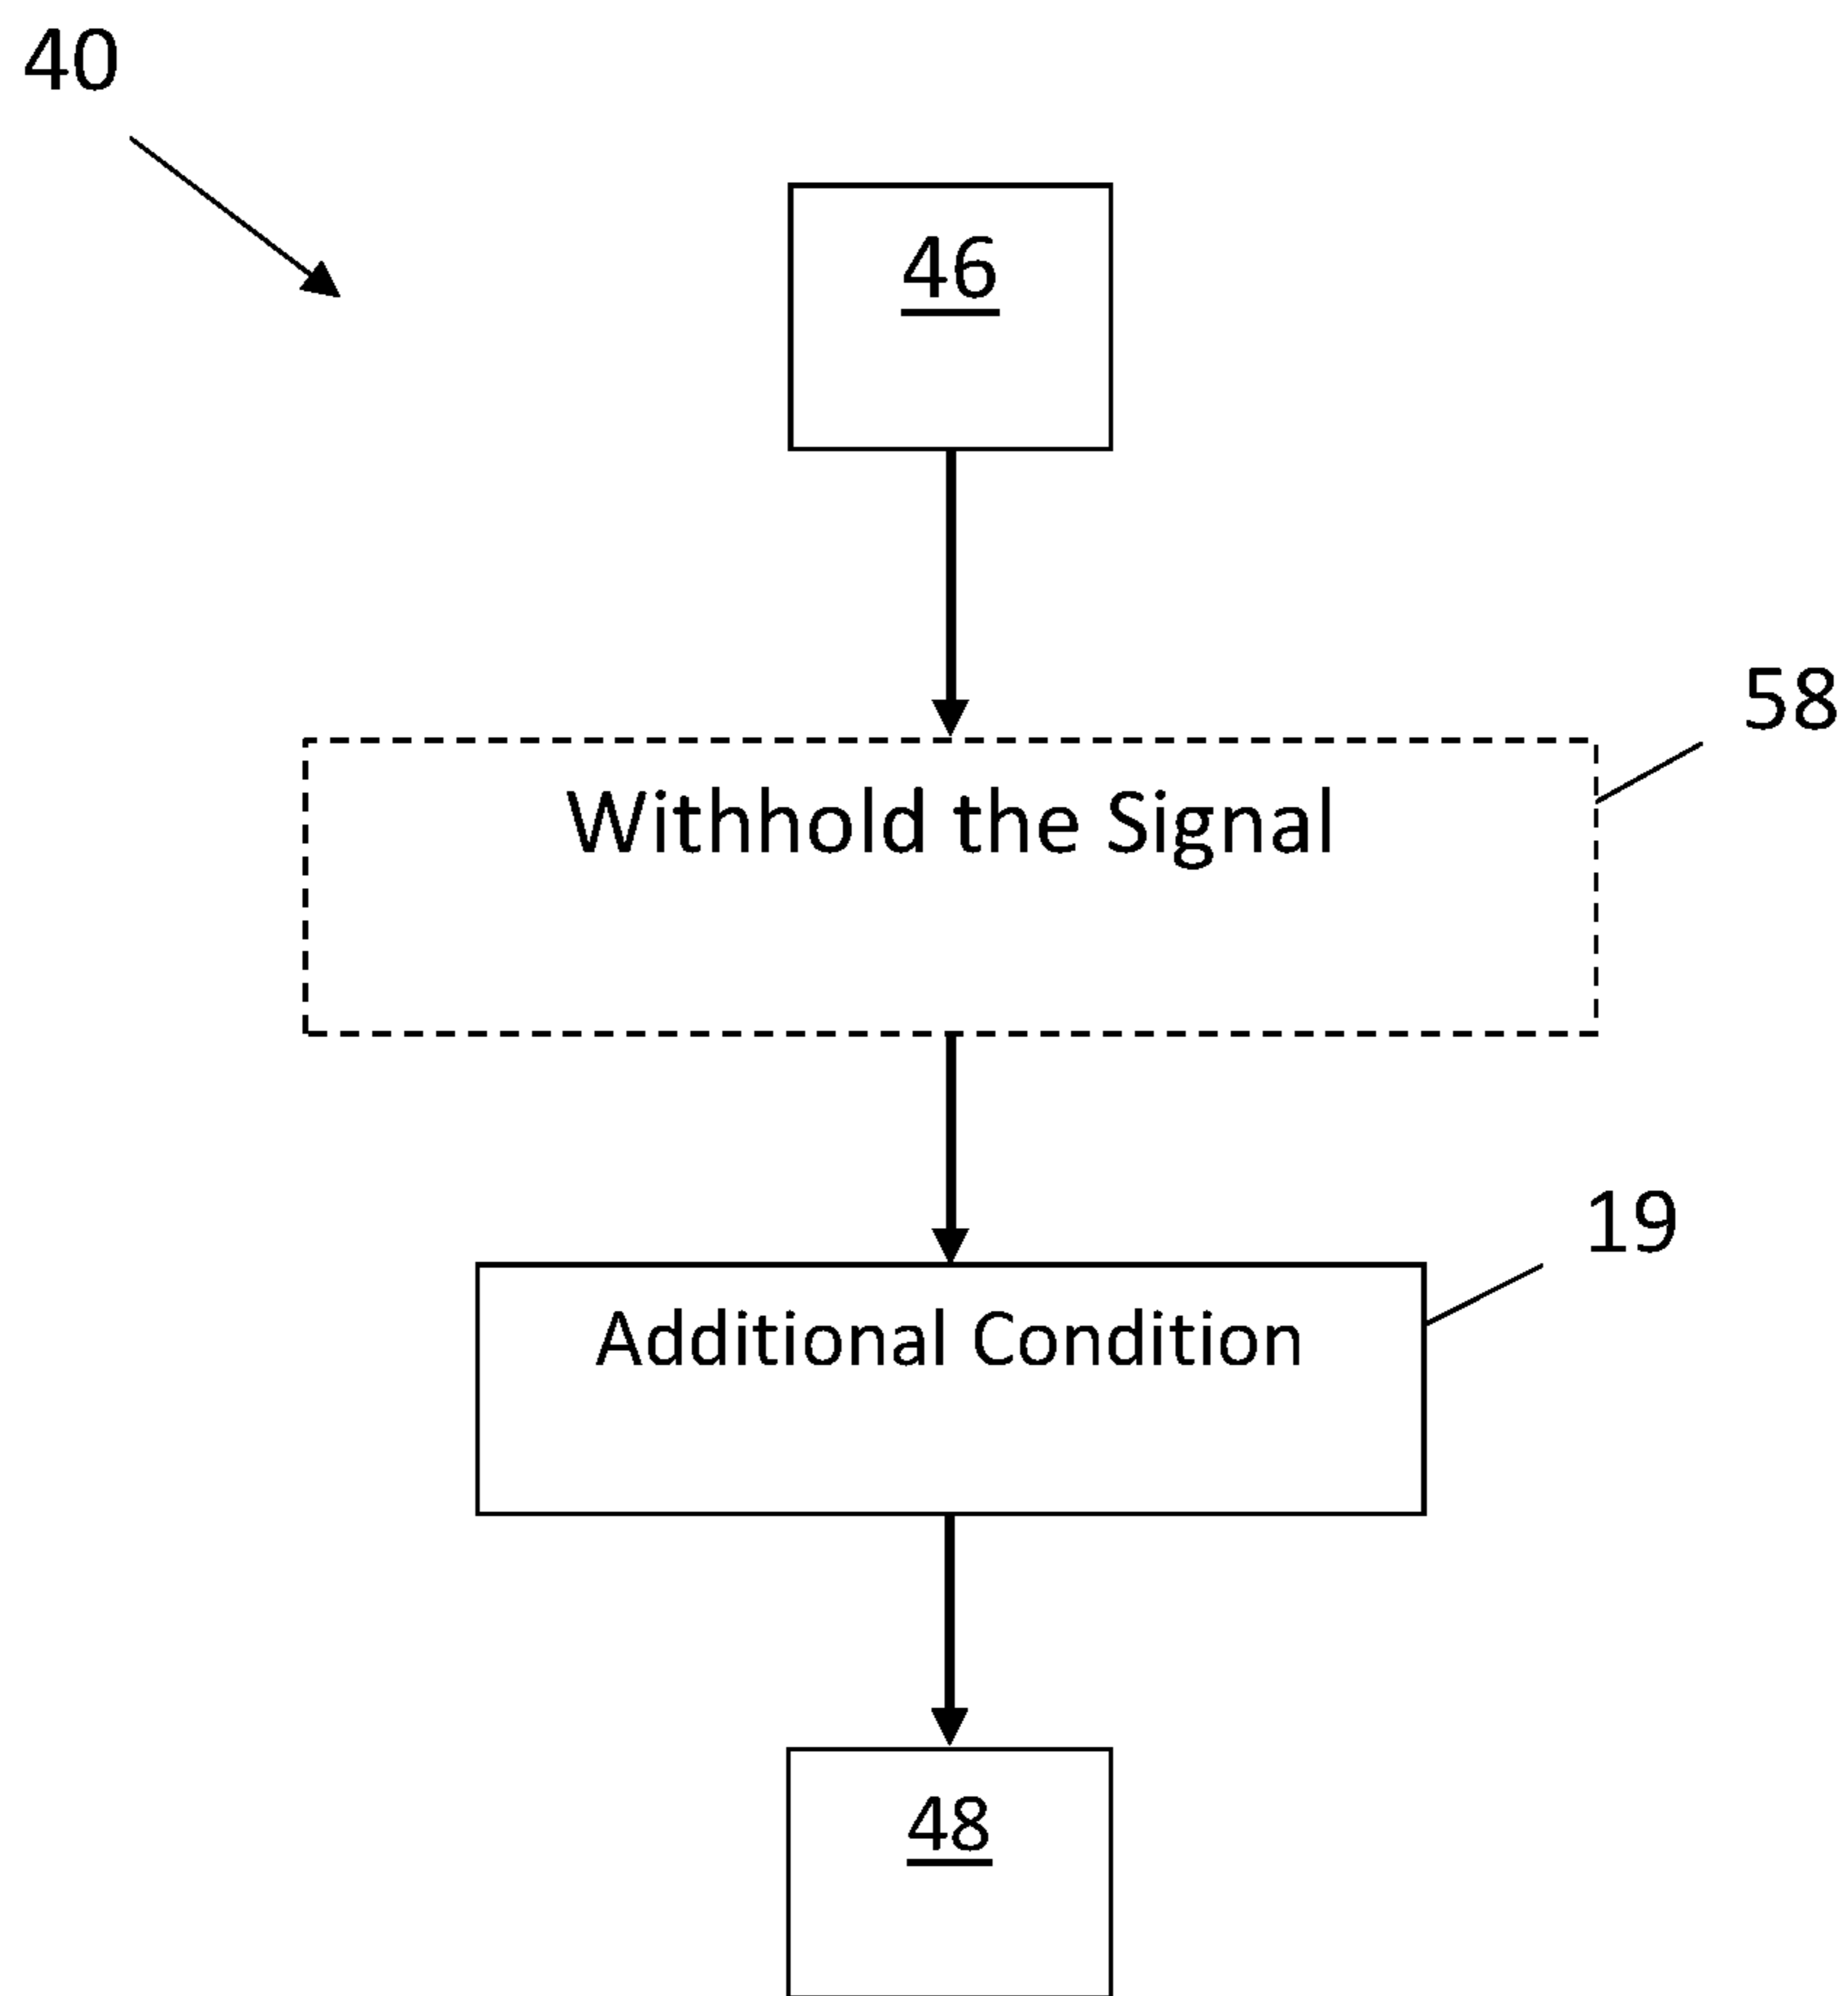 40
46
58
Withhold the Signal
19
Additional Condition
48